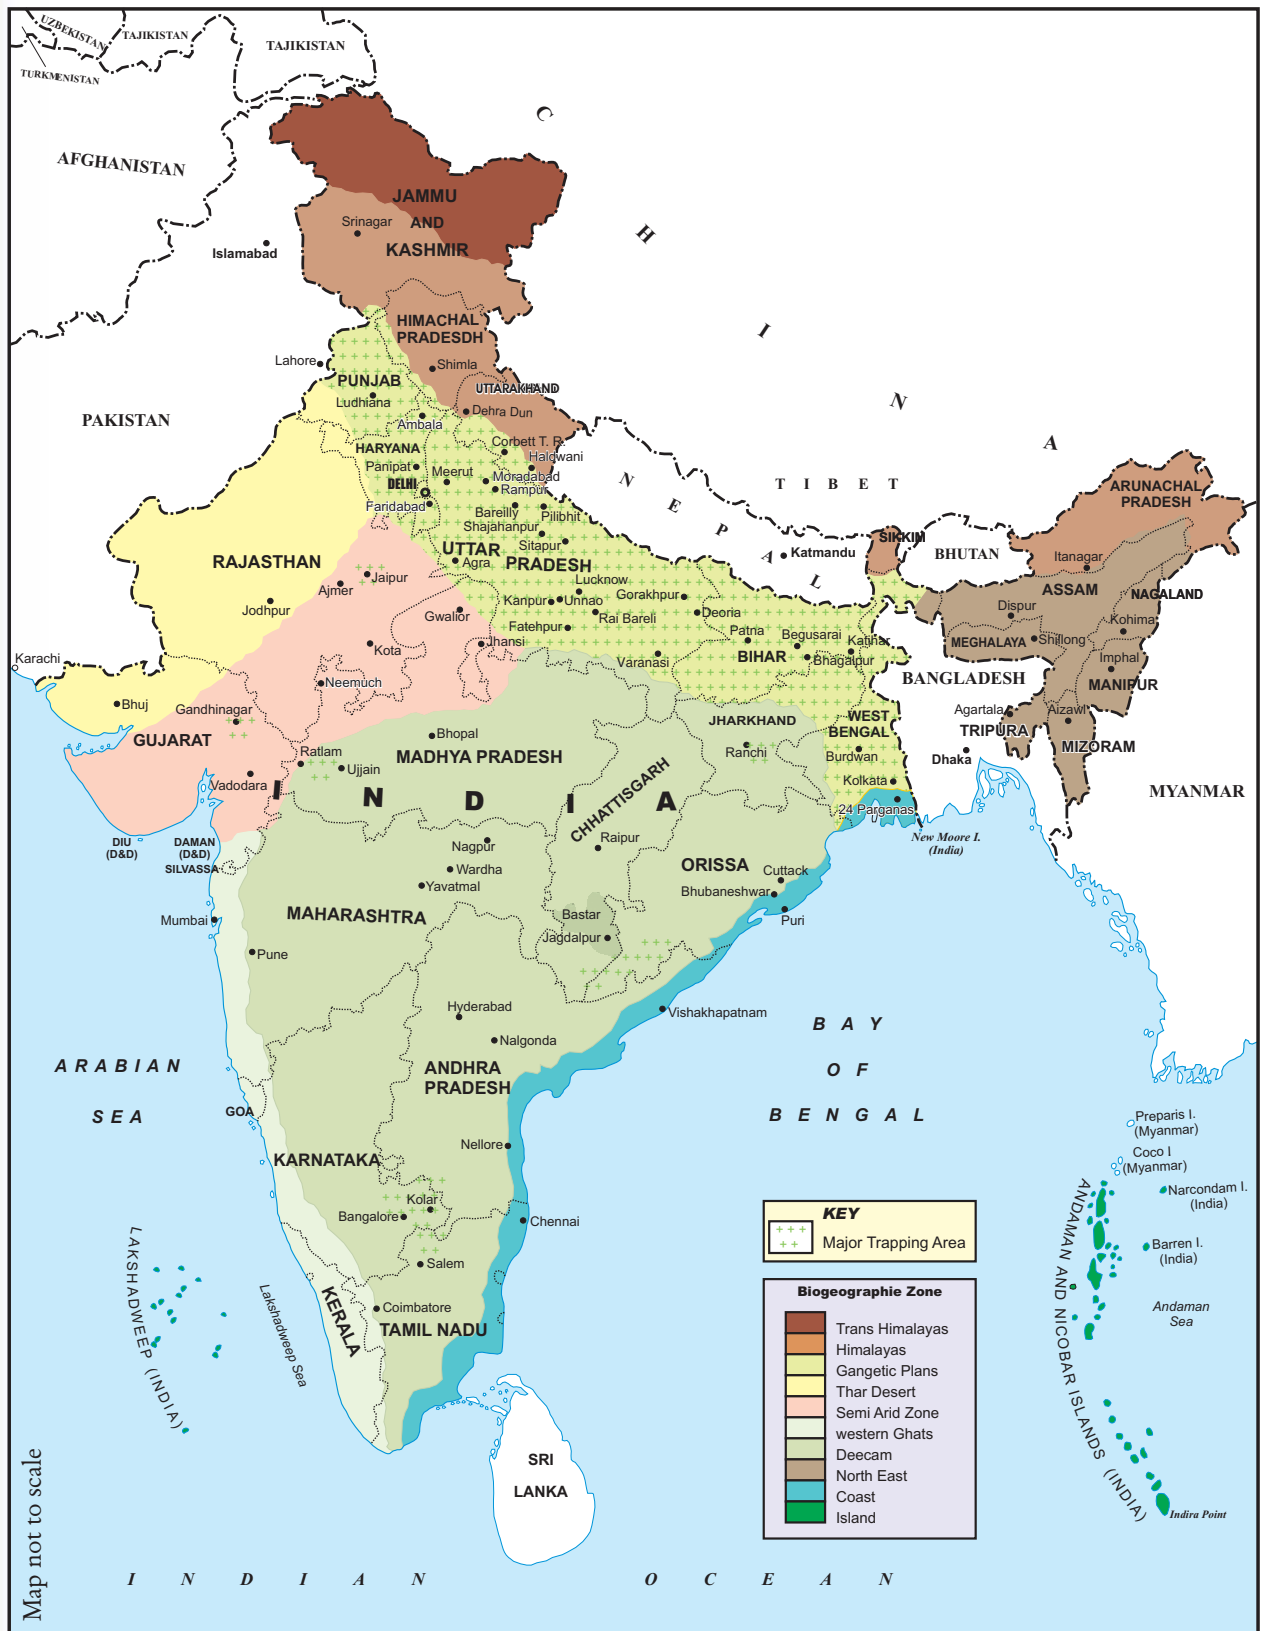 UZBEKISTAN
TAJIKISTAN
TAJIKISTAN
TURKMENISTAN
C
H
I
N
A
AFGHANISTAN
JAMMU
AND
KASHMIR
Srinagar
Islamabad
HIMACHAL
PRADESDH
Lahore
Shimla
PUNJAB
Ludhiana
UTTARAKHAND
Dehra Dun
Ambala
PAKISTAN
HARYANA
Corbett T. R.
Haldwani
Panipat
Meerut
Moradabad
DELHI
Rampur
Faridabad
Bareilly
Pilibhit
Shajahanpur
Sitapur
N
E
P
A
L
T I B E T
Katmandu
SIKKIM
BHUTAN
ARUNACHAL
PRADESH
Itanagar
RAJASTHAN
UTTAR
PRADESH
Agra
Jaipur
Ajmer
Jodhpur
Lucknow
Kanpur
Unnao
Gorakhpur
Rai Bareli
Deoria
Gwalior
Fatehpur
Jhansi
Kota
Varanasi
Patna
Begusarai
Katihar
BIHAR
Bhagalpur
ASSAM
NAGALAND
Dispur
Kohima
MEGHALAYA
Shillong
Imphal
MANIPUR
BANGLADESH
Karachi
Neemuch
Bhuj
Gandhinagar
GUJARAT
Agartala
Aizawl
TRIPURA
MIZORAM
Dhaka
JHARKHAND
Ranchi
WEST
BENGAL
Burdwan
Kolkata
24 Parganas
Bhopal
MADHYA PRADESH
Ratlam
Ujjain
Vadodara
I N D I A
CHHATTISGARH
MYANMAR
New Moore I.
(India)
DIU
(D&D)
DAMAN
(D&D)
SILVASSA
Nagpur
Wardha
Yavatmal
Raipur
ORISSA
Cuttack
Bhubaneshwar
Puri
Mumbai
MAHARASHTRA
Bastar
Jagdalpur
Pune
Hyderabad
Vishakhapatnam
Nalgonda
ARABIAN
SEA
BAY
OF
BENGAL
ANDHRA
PRADESH
GOA
Nellore
KARNATAKA
Kolar
Bangalore
Chennai
Salem
Coimbatore
KERALA
TAMIL NADU
LAKSHADWEEP (INDIA)
Lakshadweep Sea
Preparis I.
(Myanmar)
Coco I
(Myanmar)
Narcondam I.
(India)
Barren I.
(India)
Andaman
Sea
ANDAMAN AND NICOBAR ISLANDS (INDIA)
Indira Point
KEY
Major Trapping Area
Biogeographie Zone
Trans Himalayas
Himalayas
Gangetic Plans
Thar Desert
Semi Arid Zone
western Ghats
Deecam
North East
Coast
Island
SRI
LANKA
Map not to scale
INDIAN OCEAN